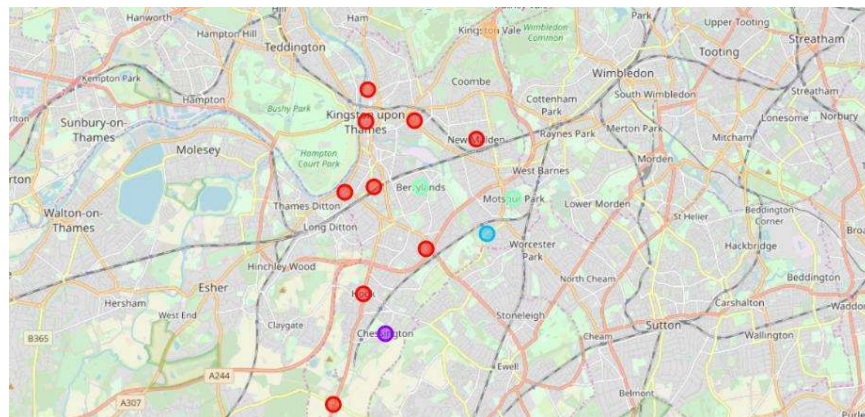 Hanworth
Ham
Hampton Hill
Teddington
Kingston Vale
Wimbledon
Common
Park
Upper Tooting
Streatham
Tooting
Kempton Park
Hampton
Bushy Park
Coombe
Wimbledon
Cottenham
Park
South Wimbledon
Streatham
Lonesome
Norbury
Sunbury-on-
Thames
Kingston upon
Thames
Raynes Park
Merton Park
Mitcham
Molesey
Hampton
Court Park
Morden
West Barnes
Berrylands
Motspur Park
Lower Morden
Beddington
Corner
Walton-on-
Thames
Thames Ditton
St Helier
Long Ditton
Hackbridge
Worcester
Park
Hinchley Wood
North Cheam
Beddington
Esher
Hersham
West End
Claygate
Chessington
Stoneleigh
Carshalton
Waddon
B365
Cheam
Sutton
Wallington
A244
Ewell
A307
Belmont